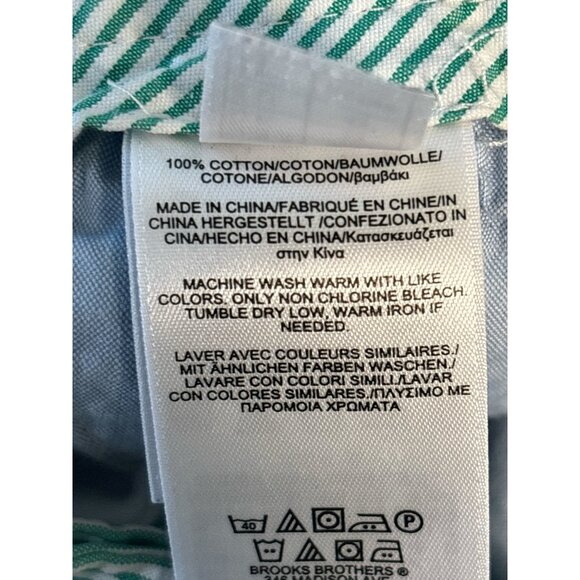 100% COTTON/COTON/BAUMWOLLE/
COTONE/ALGODON/βαμβάκι
MADE IN CHINA/FABRIQUÉ EN CHINE/IN
CHINA HERGESTELLT /CONFEZIONATO IN
CINA/HECHO EN CHINA/Κατασκευάζεται
στην Κίνα
MACHINE WASH WARM WITH LIKE
COLORS. ONLY NON CHLORINE BLEACH.
TUMBLE DRY LOW, WARM IRON IF
NEEDED.
LAVER AVEC COULEURS SIMILAIRES./
MIT ÄHNLICHEN FARBEN WASCHEN./
LAVARE CON COLORI SIMILI./LAVAR
CON COLORES SIMILARES./ΠΛΥΣΙΜΟ ΜΕ
ΠΑΡΟΜΟΙΑ ΧΡΩΜΑΤΑ
40 P
BROOKS BROTHERS ®
346 MADISON AVE